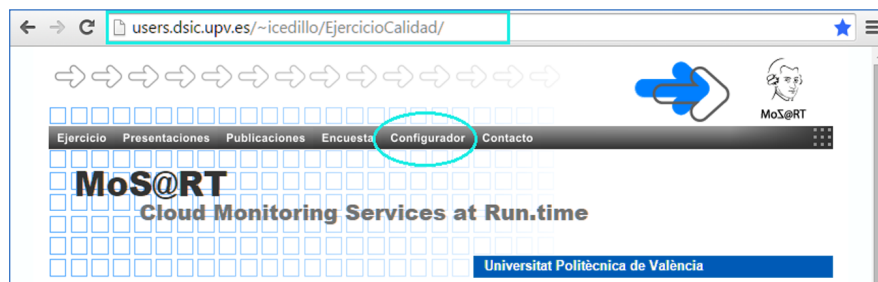 users.dsic.upv.es/~icedillo/EjercicioCalidad/
MoS@RT
Ejercicio Presentaciones Publicaciones Encuesta Configurador Contacto
MoS@RT
Cloud Monitoring Services at Run.time
Universitat Politècnica de València